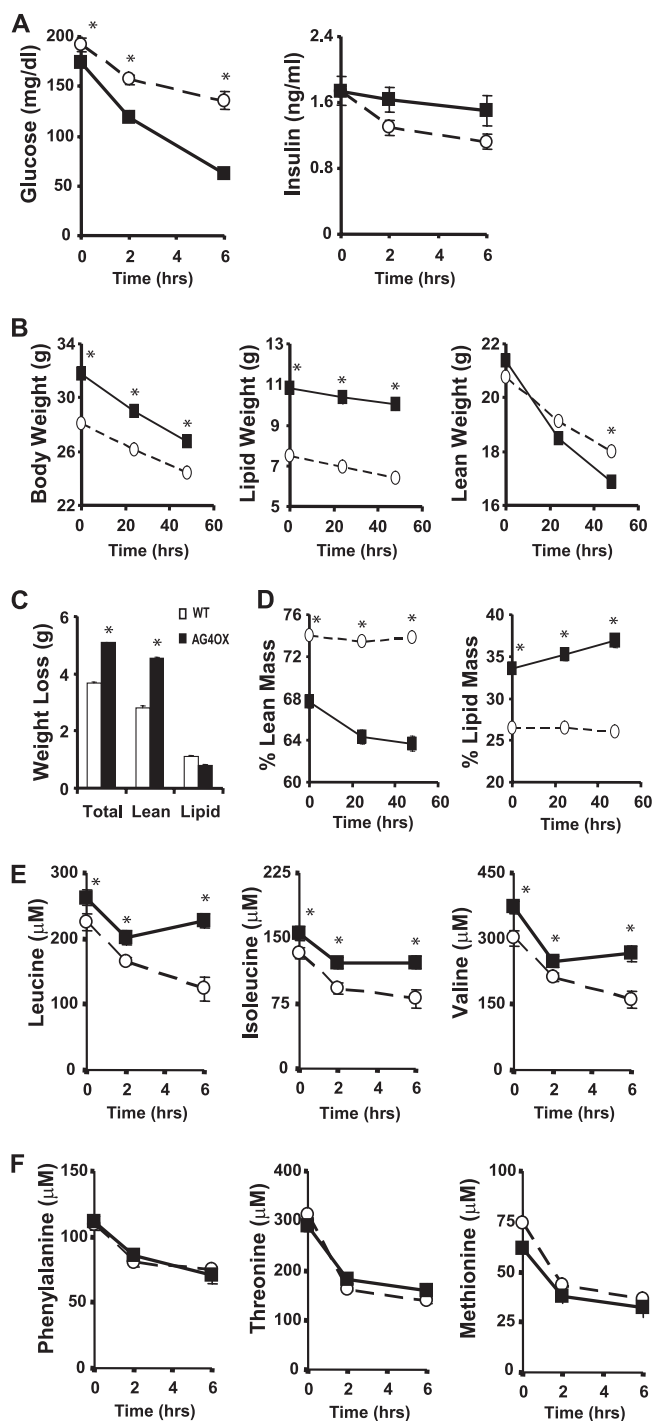 A
Glucose (mg/dl)
200
150
100
50
0
* * *
0 2 4 6
Time (hrs)
Insulin (ng/ml)
2.4
1.6
0.8
0
0 2 4 6
Time (hrs)
B
Body Weight (g)
34
30
26
22
* * *
0 20 40 60
Time (hrs)
Lipid Weight (g)
13
11
9
7
5
* * *
0 20 40 60
Time (hrs)
Lean Weight (g)
22
20
18
16
*
0 20 40 60
Time (hrs)
C
Weight Loss (g)
6
4
2
0
WT
AG4OX
* *
Total Lean Lipid
D
% Lean Mass
76
72
68
64
60
* * *
0 20 40 60
Time (hrs)
% Lipid Mass
40
35
30
25
20
* * *
0 20 40 60
Time (hrs)
E
Leucine (µM)
300
200
100
0
* * *
0 2 4 6
Time (hrs)
Isoleucine (µM)
225
150
75
0
* * *
0 2 4 6
Time (hrs)
Valine (µM)
450
300
150
0
* * *
0 2 4 6
Time (hrs)
F
Phenylalanine (µM)
150
100
50
0
0 2 4 6
Time (hrs)
Threonine (µM)
400
300
200
100
0
0 2 4 6
Time (hrs)
Methionine (µM)
100
75
50
25
0
0 2 4 6
Time (hrs)